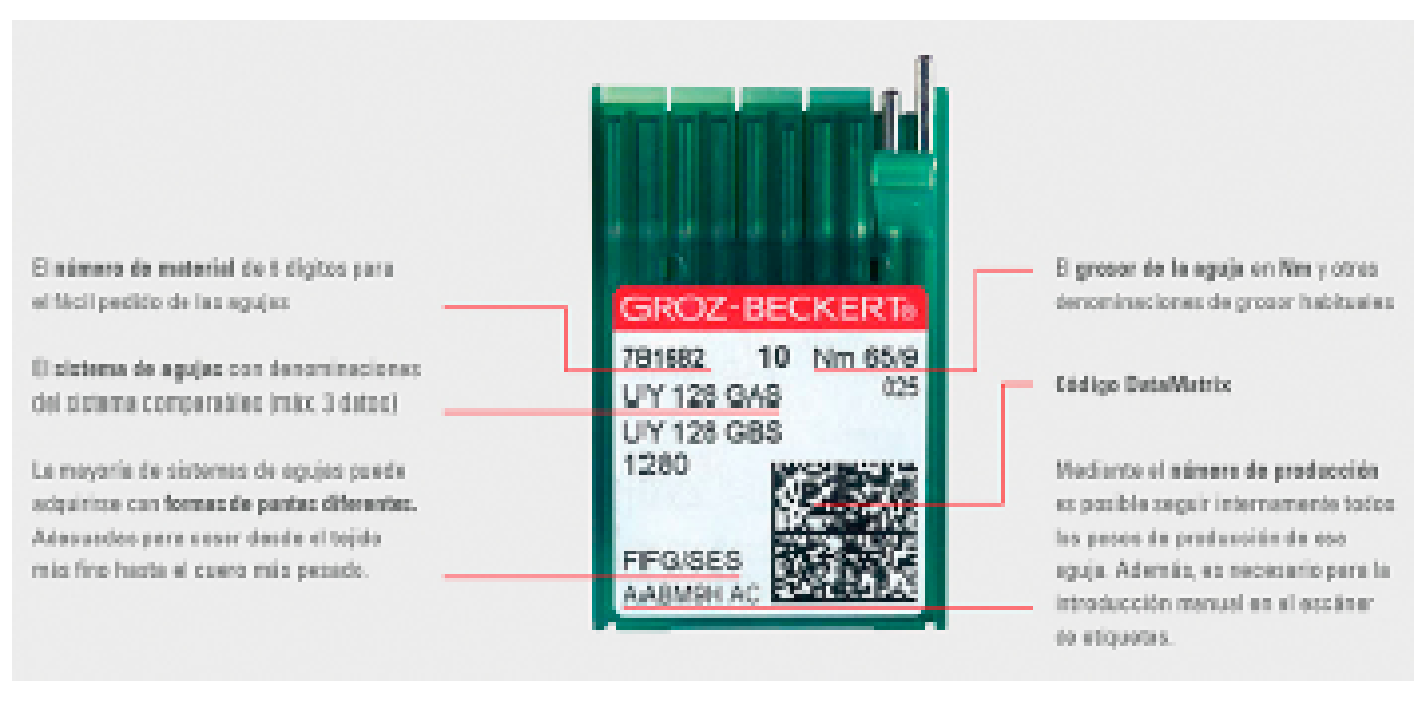 El número de material de 6 dígitos para
el fácil pedido de las agujas
El sistema de agujas con denominaciones
del sistema comparables (máx. 3 datos)
La mayoría de sistemas de agujas puede
adquirirse con formas de puntas diferentes.
Adecuadas para coser desde el tejido
más fino hasta el cuero más pesado.
GROZ-BECKERT®
10 Nm 65/9
025
UY 128 GAS
UY 128 GBS
1280
FFG/SES
El grosor de la aguja en Nm y otras
denominaciones de grosor habituales
Código DataMatrix
Mediante el número de producción
es posible seguir internamente todos
los pasos de producción de esa
aguja. Además, es necesario para la
introducción manual en el escáner
de etiquetas.